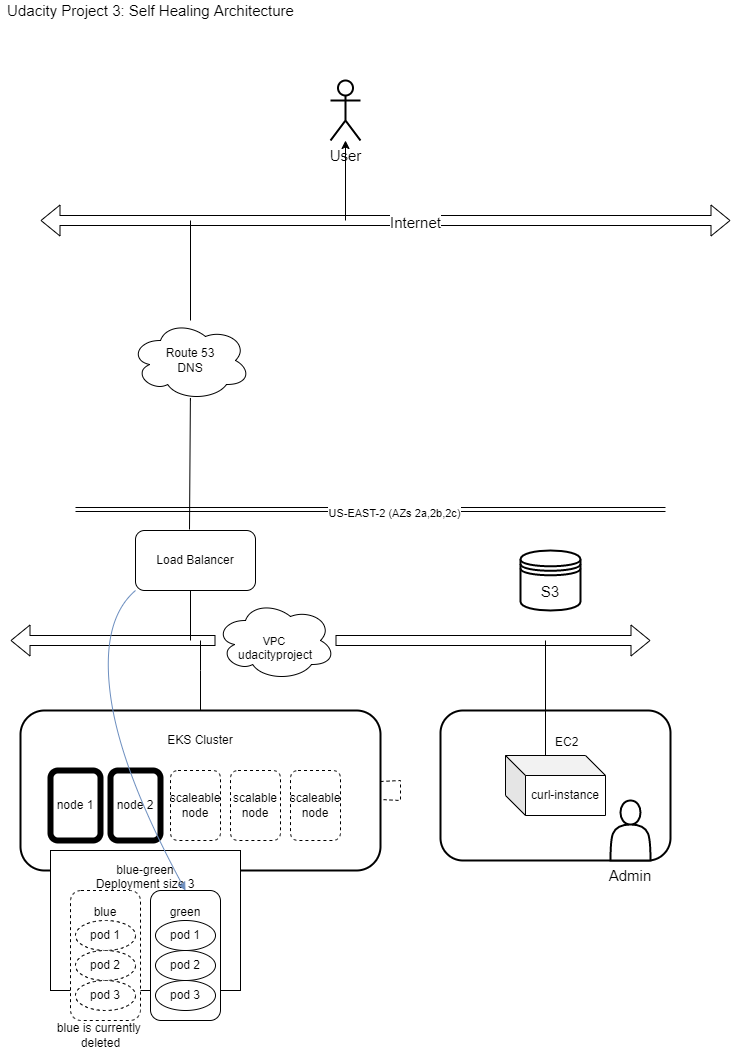 Udacity Project 3: Self Healing Architecture
User
Internet
Route 53
DNS
US-EAST-2 (AZs 2a,2b,2c)
Load Balancer
S3
VPC
udacityproject
EKS Cluster
EC2
node 1
node 2
scaleable
node
scalable
node
scaleable
node
curl-instance
Admin
blue-green
Deployment size 3
blue
pod 1
pod 2
pod 3
green
pod 1
pod 2
pod 3
blue is currently
deleted